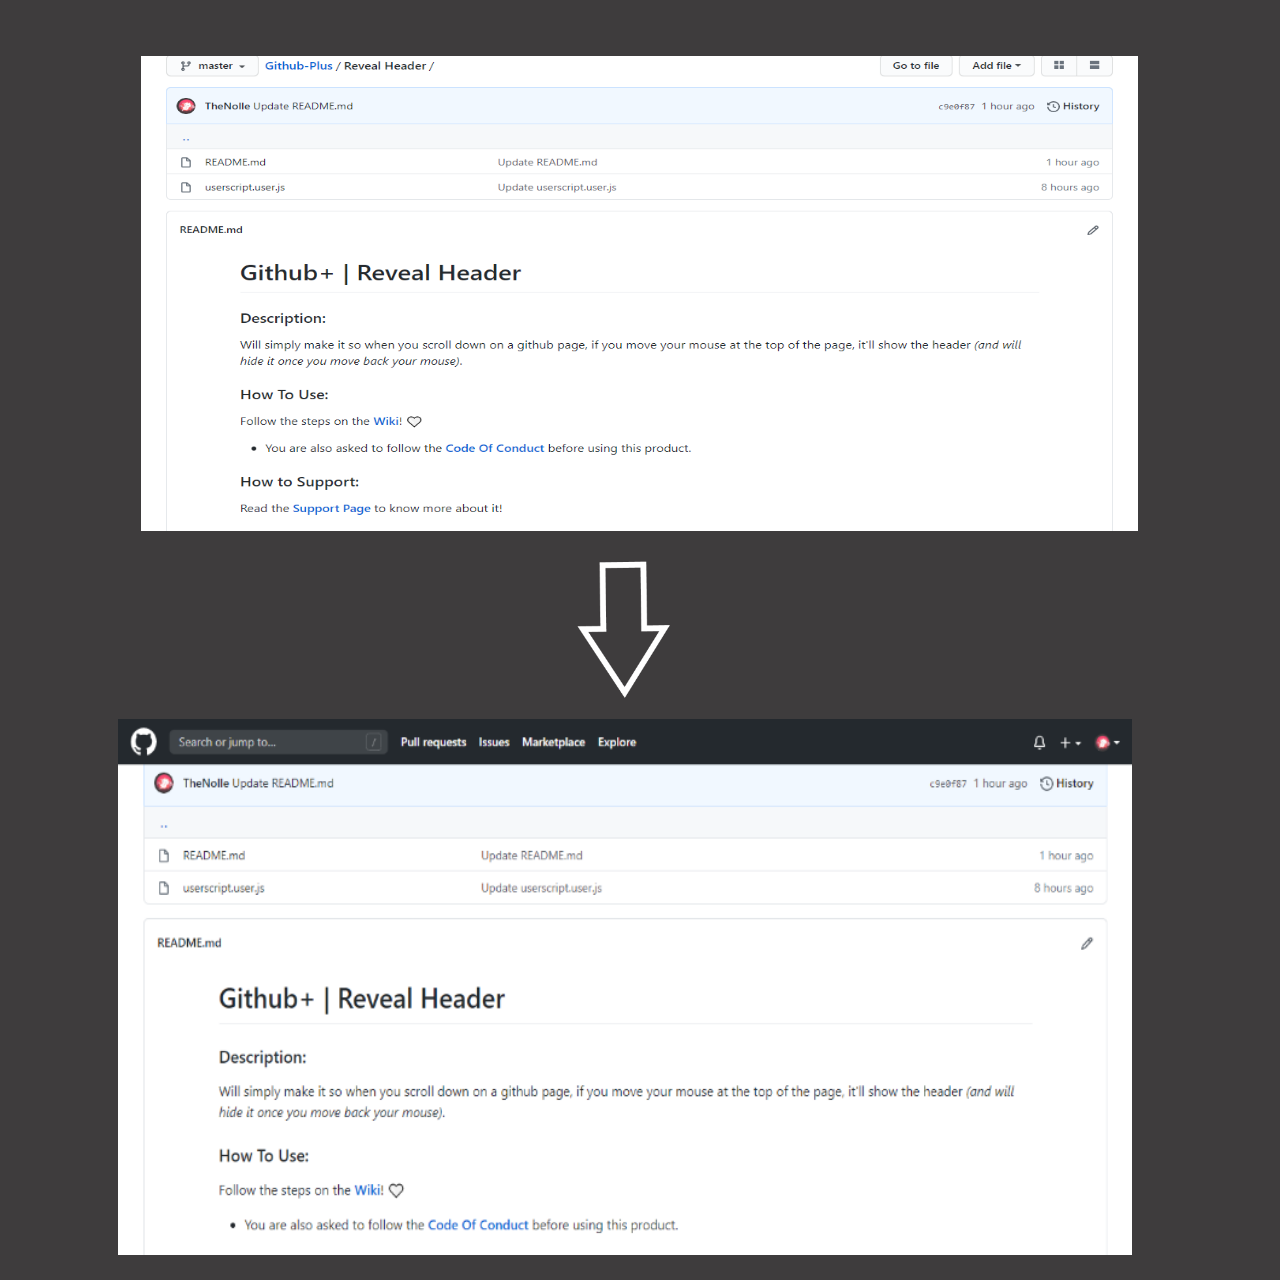 master Github-Plus / Reveal Header / Go to file Add file
TheNolle Update README.md c9e0f87 1 hour ago History
..
README.md Update README.md 1 hour ago
userscript.user.js Update userscript.user.js 8 hours ago
README.md
Github+ | Reveal Header
Description:
Will simply make it so when you scroll down on a github page, if you move your mouse at the top of the page, it'll show the header (and will
hide it once you move back your mouse).
How To Use:
Follow the steps on the Wiki! ♡
• You are also asked to follow the Code Of Conduct before using this product.
How to Support:
Read the Support Page to know more about it!
Search or jump to... / Pull requests Issues Marketplace Explore
TheNolle Update README.md c9e0f87 1 hour ago History
..
README.md Update README.md 1 hour ago
userscript.user.js Update userscript.user.js 8 hours ago
README.md
Github+ | Reveal Header
Description:
Will simply make it so when you scroll down on a github page, if you move your mouse at the top of the page, it'll show the header (and will
hide it once you move back your mouse).
How To Use:
Follow the steps on the Wiki! ♡
• You are also asked to follow the Code Of Conduct before using this product.